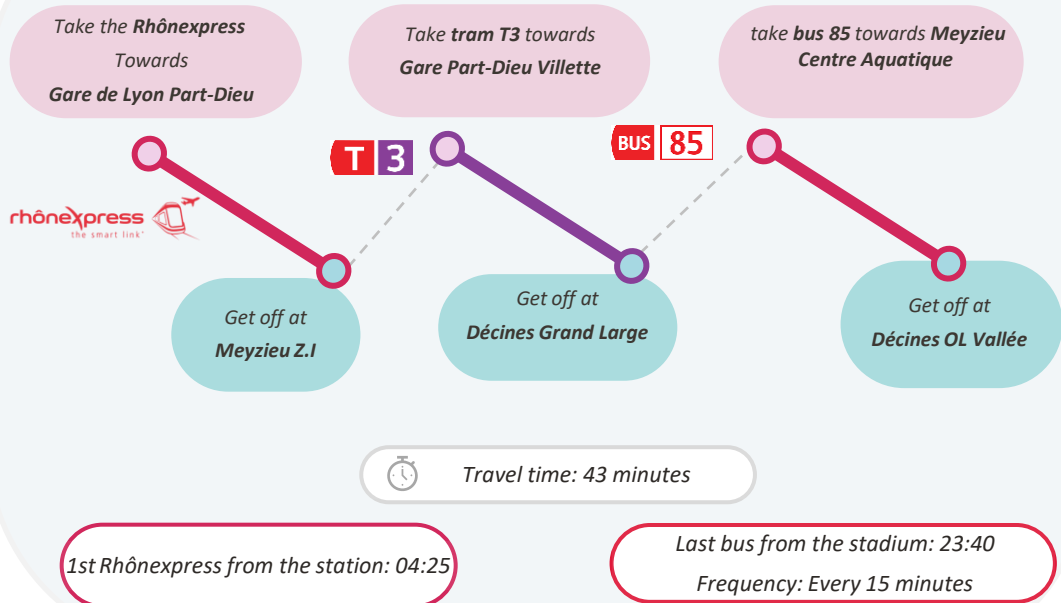 Take the Rhônexpress
Towards
Gare de Lyon Part-Dieu
Take tram T3 towards
Gare Part-Dieu Villette
take bus 85 towards Meyzieu
Centre Aquatique
T 3
BUS 85
rhônexpress
the smart link
Get off at
Meyzieu Z.I
Get off at
Décines Grand Large
Get off at
Décines OL Vallée
Travel time: 43 minutes
1st Rhônexpress from the station: 04:25
Last bus from the stadium: 23:40
Frequency: Every 15 minutes